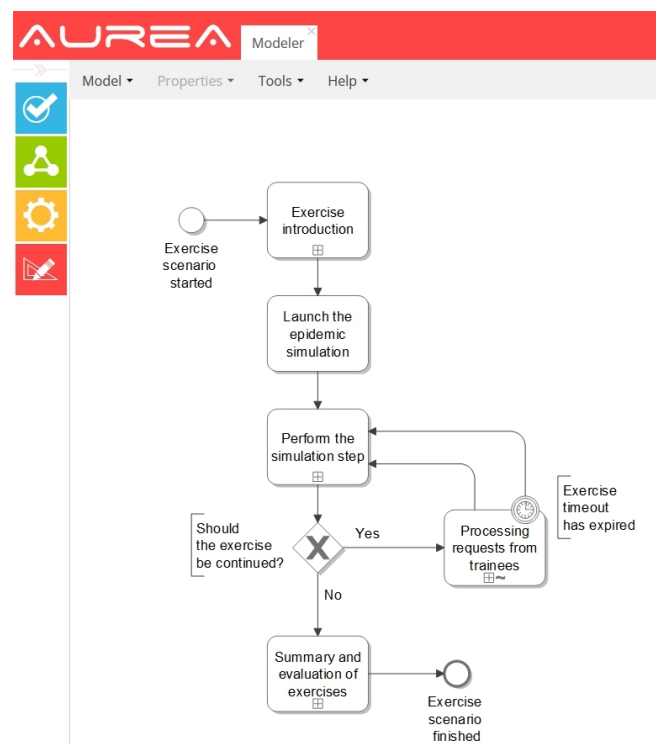 AUREA
Modeler
Model
Properties
Tools
Help
Exercise
introduction
Exercise
scenario
started
Launch the
epidemic
simulation
Perform the
simulation step
Exercise
timeout
has expired
Should
the exercise
be continued?
X
Yes
Processing
requests from
trainees
No
Summary and
evaluation of
exercises
Exercise
scenario
finished